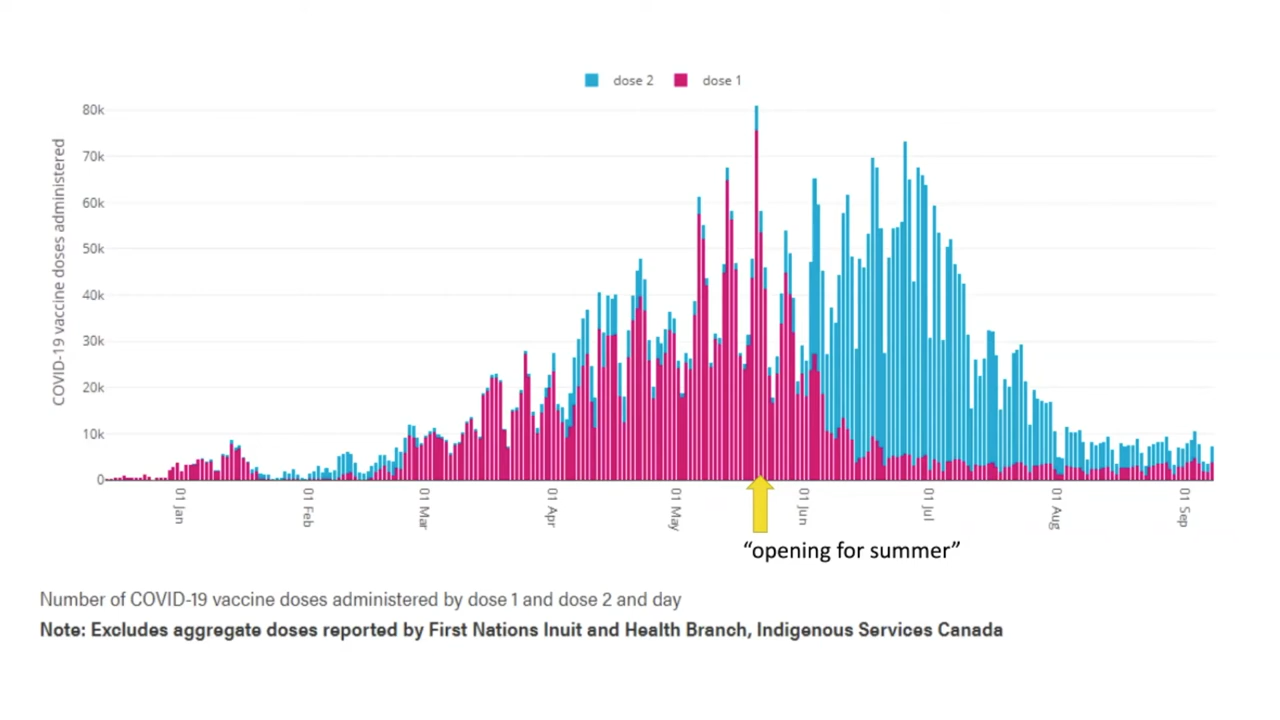 dose 2 dose 1
COVID-19 vaccine doses administered
80k
70k
60k
50k
40k
30k
20k
10k
0
01 Jan
01 Feb
01 Mar
01 Apr
01 May
01 Jun
01 Jul
01 Aug
01 Sep
“opening for summer”
Number of COVID-19 vaccine doses administered by dose 1 and dose 2 and day
Note: Excludes aggregate doses reported by First Nations Inuit and Health Branch, Indigenous Services Canada